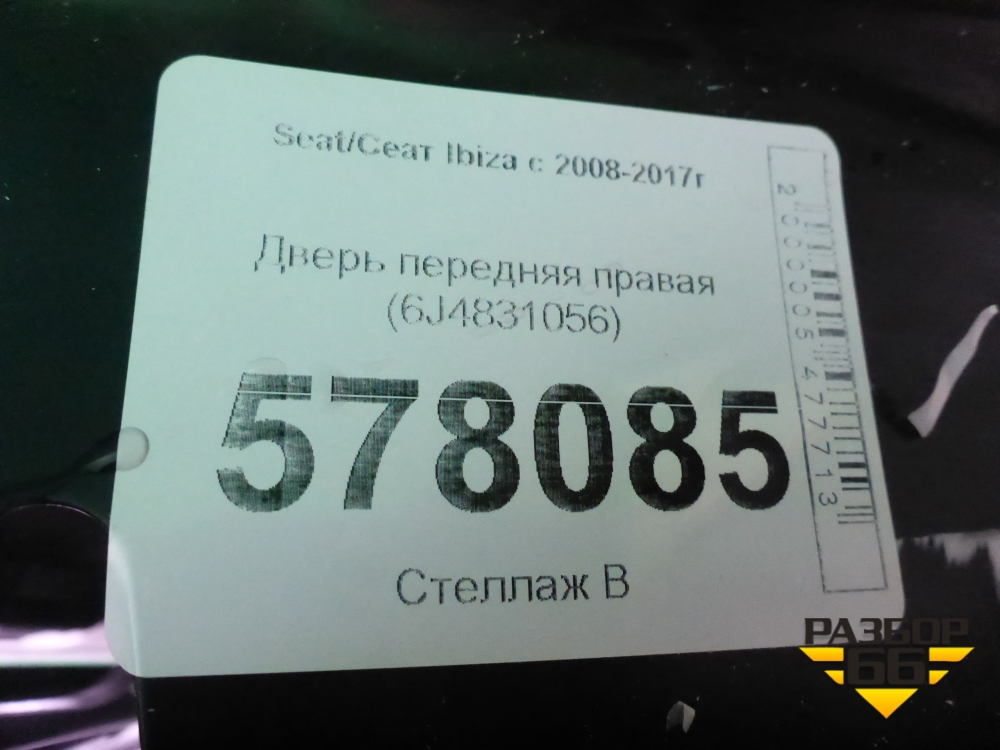 Seat/Сеат Ibiza с 2008-2017г
Дверь передняя правая
(6J4831056)
578085
Стеллаж В
2000005477713
РАЗБОР
66